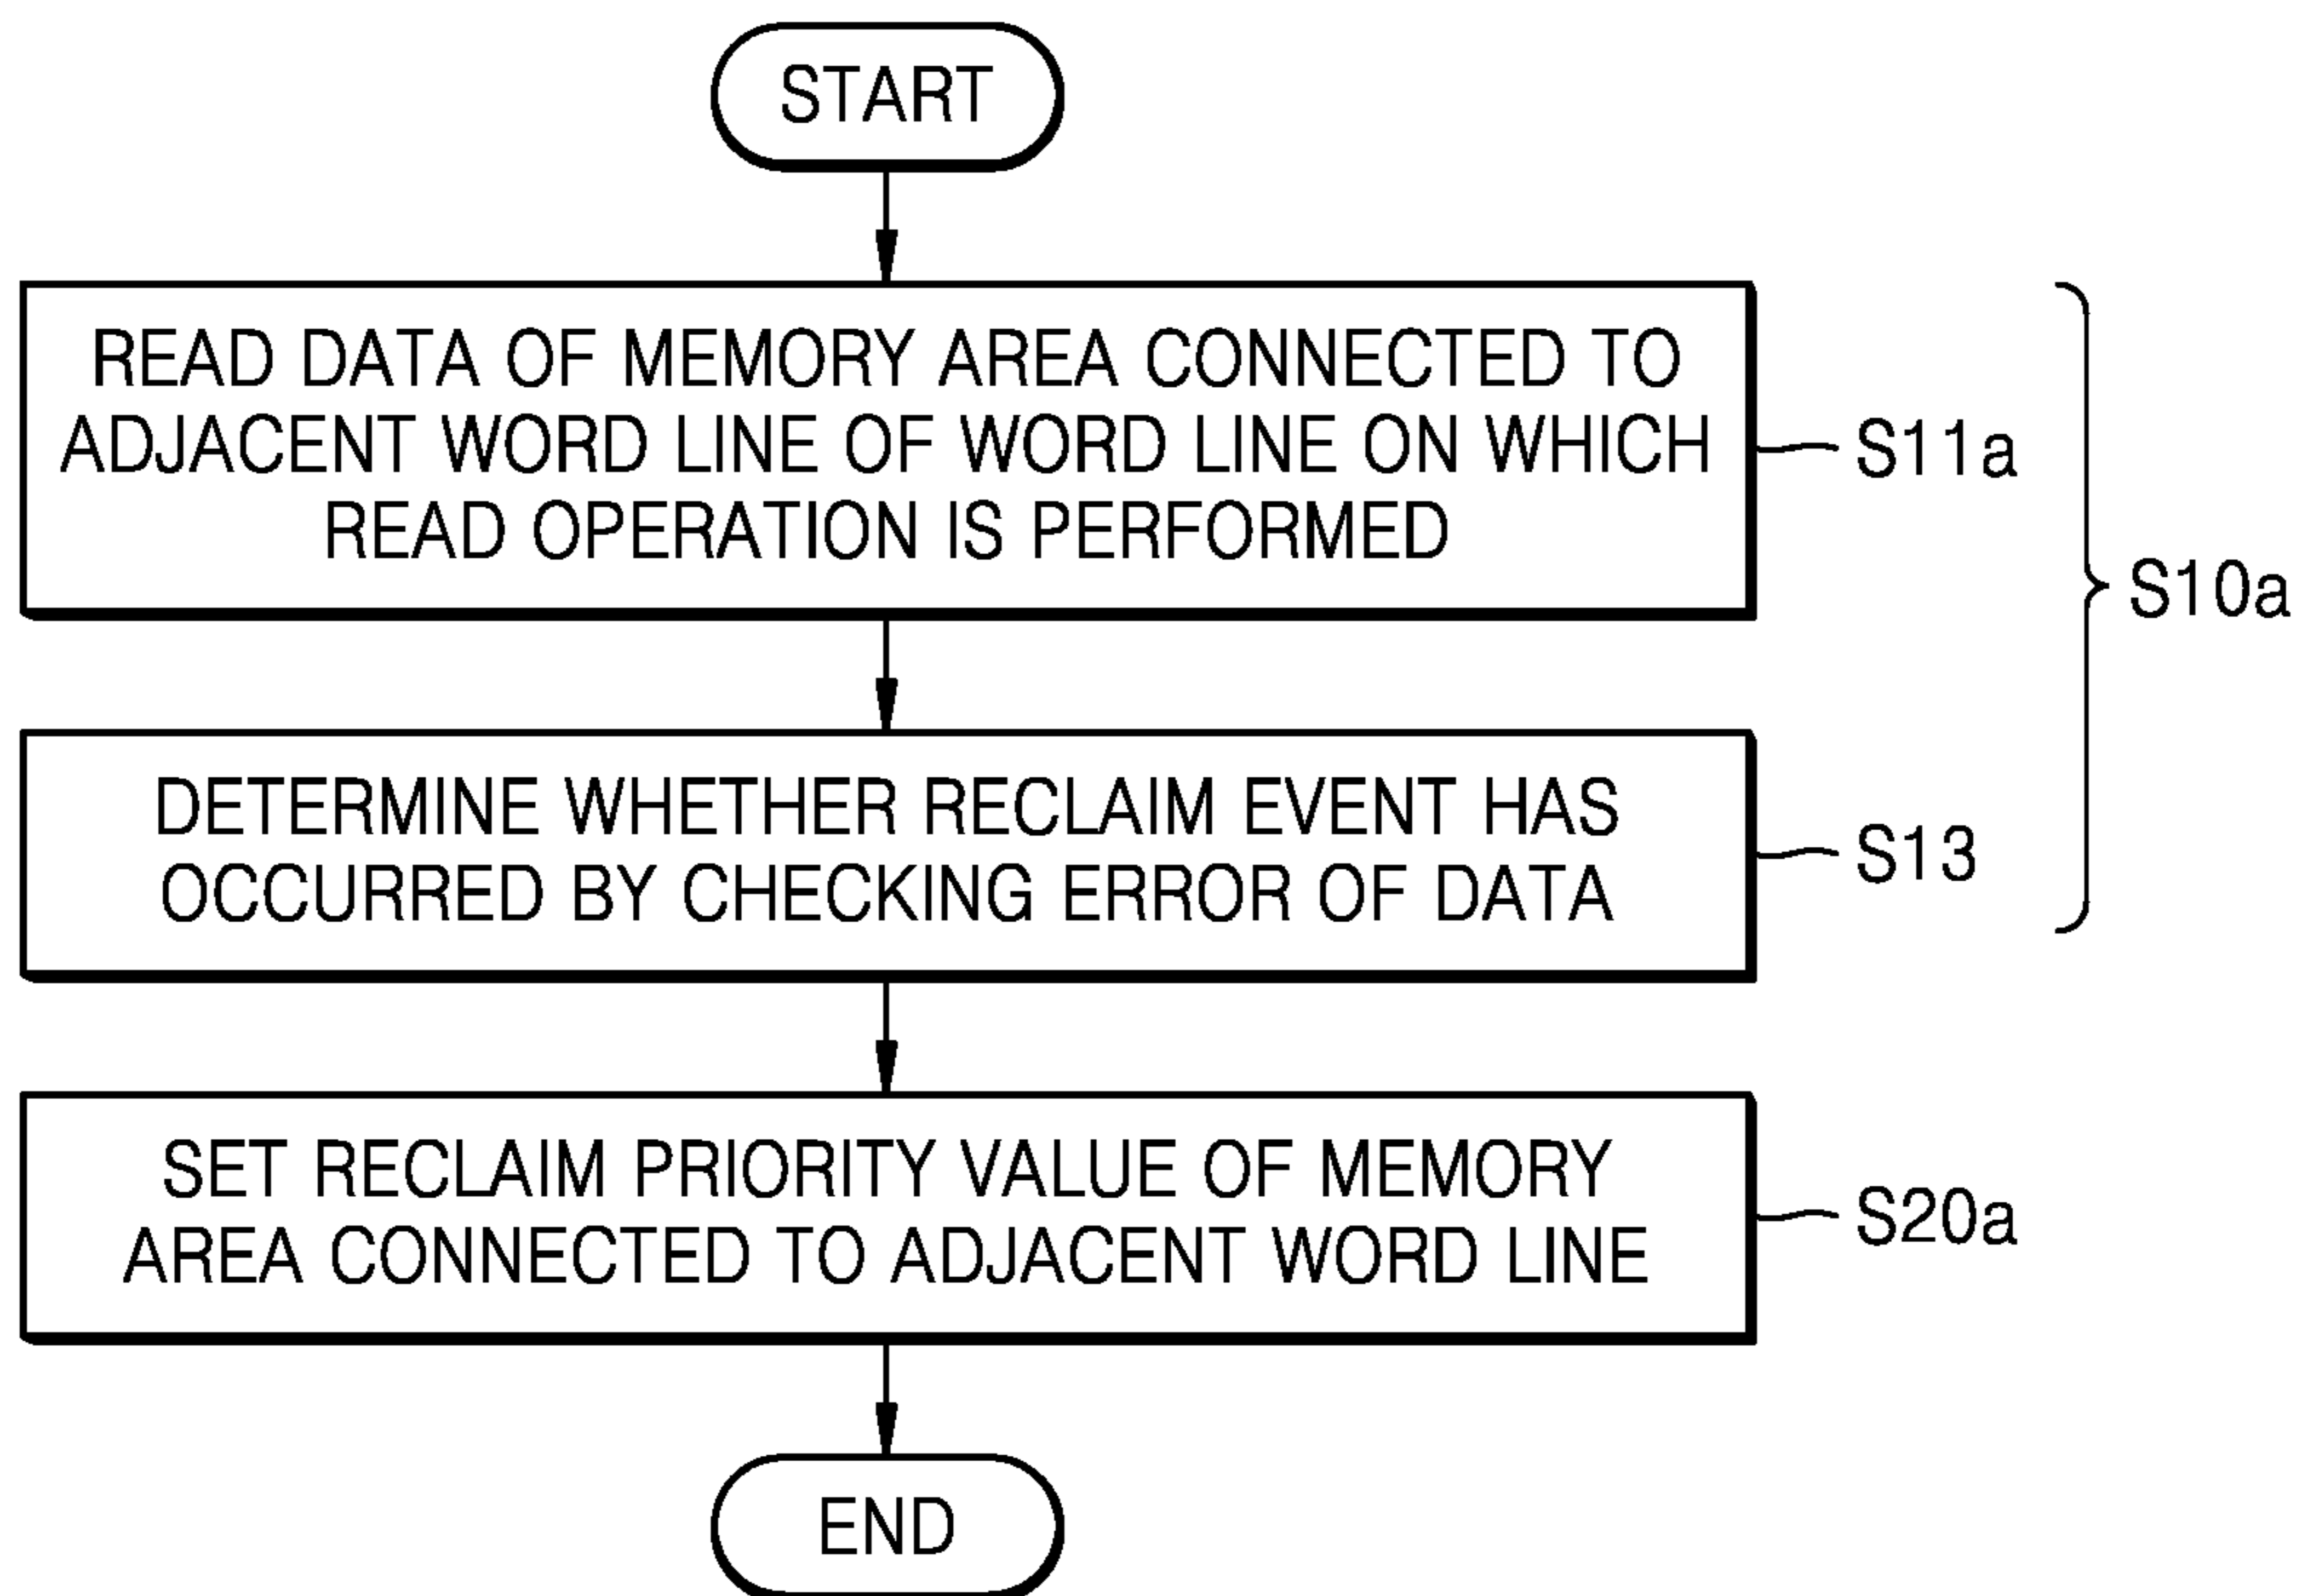 START
READ DATA OF MEMORY AREA CONNECTED TO
ADJACENT WORD LINE OF WORD LINE ON WHICH
READ OPERATION IS PERFORMED
S11a
S10a
DETERMINE WHETHER RECLAIM EVENT HAS
OCCURRED BY CHECKING ERROR OF DATA
S13
SET RECLAIM PRIORITY VALUE OF MEMORY
AREA CONNECTED TO ADJACENT WORD LINE
S20a
END